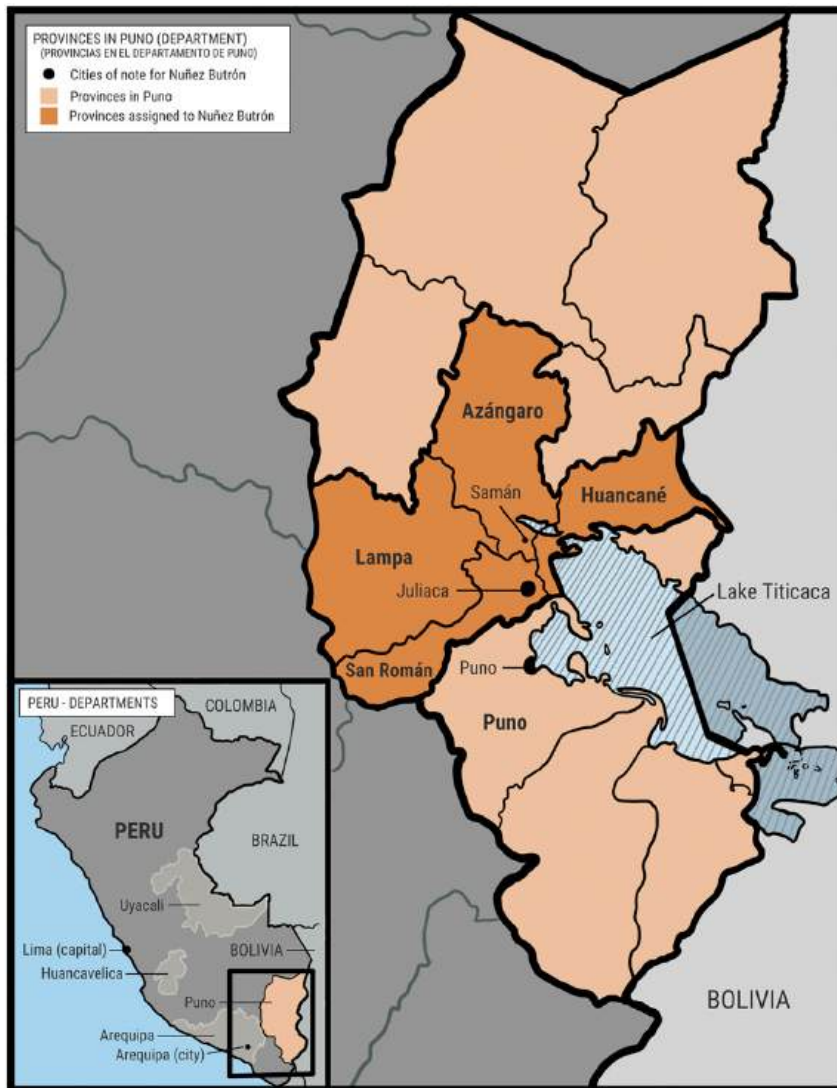 PROVINCES IN PUNO (DEPARTMENT)
(PROVINCIAS EN EL DEPARTAMENTO DE PUNO)
Cities of note for Nuñez Butrón
Provinces in Puno
Provinces assigned to Nuñez Butrón
Azángaro
Samán
Huancané
Lampa
Juliaca
Lake Titicaca
San Román
Puno
Puno
BOLIVIA
PERU - DEPARTMENTS
COLOMBIA
ECUADOR
PERU
BRAZIL
Uyacali
Lima (capital)
BOLIVIA
Huancavelica
Puno
Arequipa
Arequipa (city)